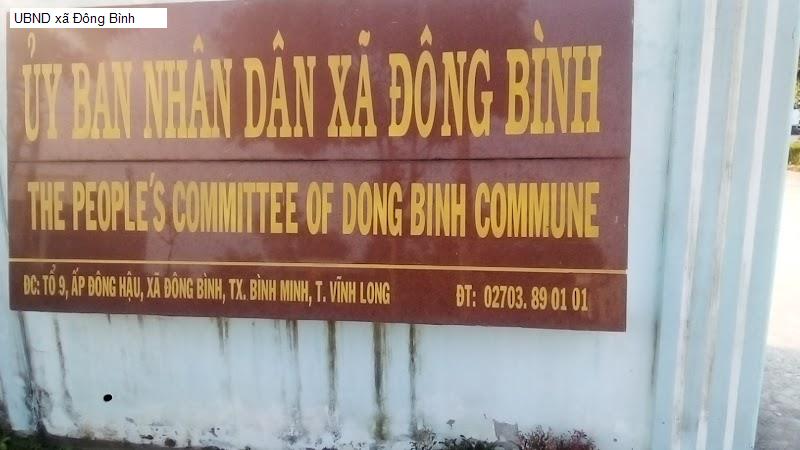 UBND xã Đông Bình
ỦY BAN NHÂN DÂN XÃ ĐÔNG BÌNH
THE PEOPLE'S COMMITTEE OF DONG BINH COMMUNE
ĐC: TỔ 9, ẤP ĐÔNG HẬU, XÃ ĐÔNG BÌNH, TX. BÌNH MINH, T. VĨNH LONG ĐT: 02703. 89 01 01